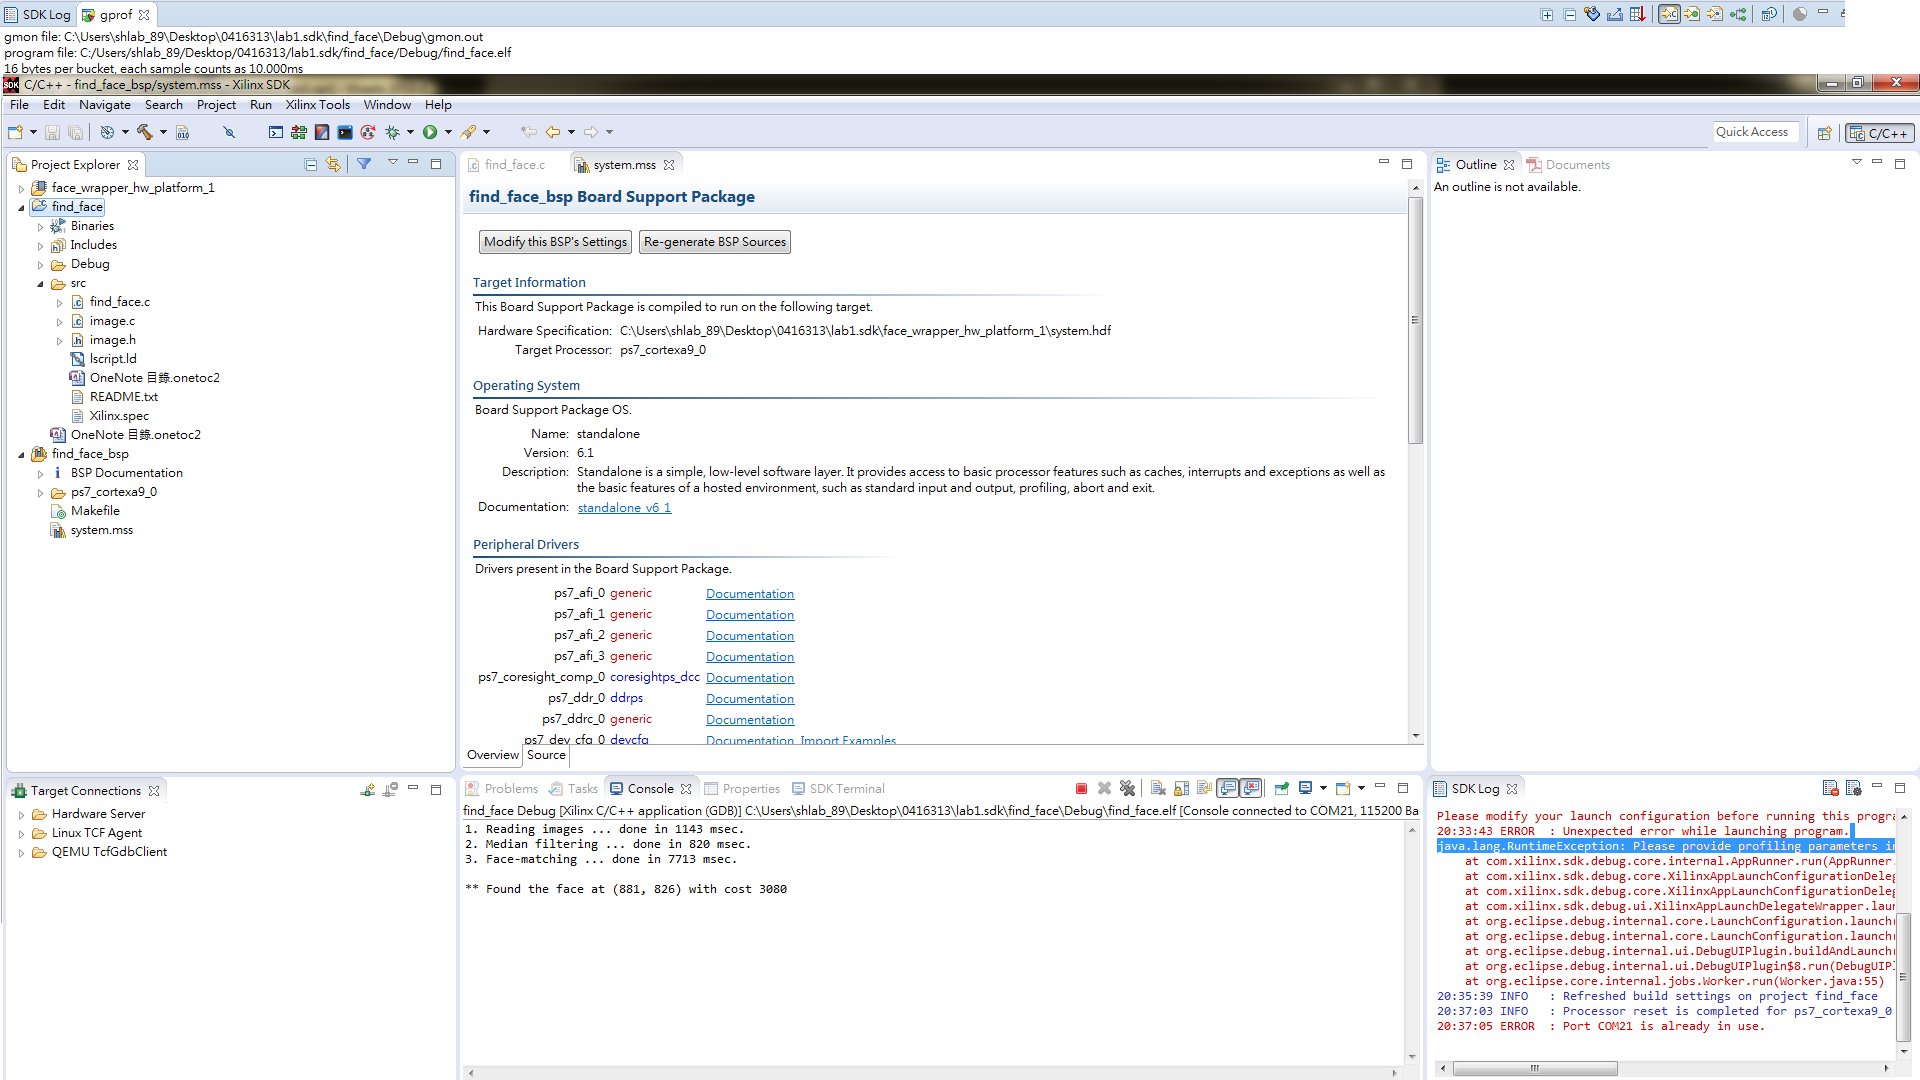 SDK Log gprof
gmon file: C:\Users\shlab_89\Desktop\0416313\lab1.sdk\find_face\Debug\gmon.out
program file: C:/Users/shlab_89/Desktop/0416313/lab1.sdk/find_face/Debug/find_face.elf
16 bytes per bucket, each sample counts as 10.000ms
SDK C/C++ - find_face_bsp/system.mss - Xilinx SDK
File Edit Navigate Search Project Run Xilinx Tools Window Help
Quick Access C/C++
Project Explorer
face_wrapper_hw_platform_1
find_face
Binaries
Includes
Debug
src
find_face.c
image.c
image.h
lscript.ld
OneNote 目錄.onetoc2
README.txt
Xilinx.spec
OneNote 目錄.onetoc2
find_face_bsp
BSP Documentation
ps7_cortexa9_0
Makefile
system.mss
find_face.c system.mss
find_face_bsp Board Support Package
Modify this BSP's Settings Re-generate BSP Sources
Target Information
This Board Support Package is compiled to run on the following target.
Hardware Specification: C:\Users\shlab_89\Desktop\0416313\lab1.sdk\face_wrapper_hw_platform_1\system.hdf
Target Processor: ps7_cortexa9_0
Operating System
Board Support Package OS.
Name: standalone
Version: 6.1
Description: Standalone is a simple, low-level software layer. It provides access to basic processor features such as caches, interrupts and exceptions as well as
the basic features of a hosted environment, such as standard input and output, profiling, abort and exit.
Documentation: standalone_v6_1
Peripheral Drivers
Drivers present in the Board Support Package.
ps7_afi_0 generic Documentation
ps7_afi_1 generic Documentation
ps7_afi_2 generic Documentation
ps7_afi_3 generic Documentation
ps7_coresight_comp_0 coresightps_dcc Documentation
ps7_ddr_0 ddrps Documentation
ps7_ddrc_0 generic Documentation
ps7_dev_cfg_0 devcfg Documentation Import Examples
Overview Source
Outline Documents
An outline is not available.
Target Connections
Hardware Server
Linux TCF Agent
QEMU TcfGdbClient
Problems Tasks Console Properties SDK Terminal
find_face Debug [Xilinx C/C++ application (GDB)] C:\Users\shlab_89\Desktop\0416313\lab1.sdk\find_face\Debug\find_face.elf [Console connected to COM21, 115200 Ba
1. Reading images ... done in 1143 msec.
2. Median filtering ... done in 820 msec.
3. Face-matching ... done in 7713 msec.
** Found the face at (881, 826) with cost 3080
SDK Log
Please modify your launch configuration before running this progra
20:33:43 ERROR : Unexpected error while launching program.
java.lang.RuntimeException: Please provide profiling parameters in
at com.xilinx.sdk.debug.core.internal.AppRunner.run(AppRunner.
at com.xilinx.sdk.debug.core.XilinxAppLaunchConfigurationDeleg
at com.xilinx.sdk.debug.core.XilinxAppLaunchConfigurationDeleg
at com.xilinx.sdk.debug.ui.XilinxAppLaunchDelegateWrapper.laun
at org.eclipse.debug.internal.core.LaunchConfiguration.launch(
at org.eclipse.debug.internal.core.LaunchConfiguration.launch(
at org.eclipse.debug.internal.ui.DebugUIPlugin.buildAndLaunch(
at org.eclipse.debug.internal.ui.DebugUIPlugin$8.run(DebugUIPl
at org.eclipse.core.internal.jobs.Worker.run(Worker.java:55)
20:35:39 INFO : Refreshed build settings on project find_face
20:37:03 INFO : Processor reset is completed for ps7_cortexa9_0
20:37:05 ERROR : Port COM21 is already in use.